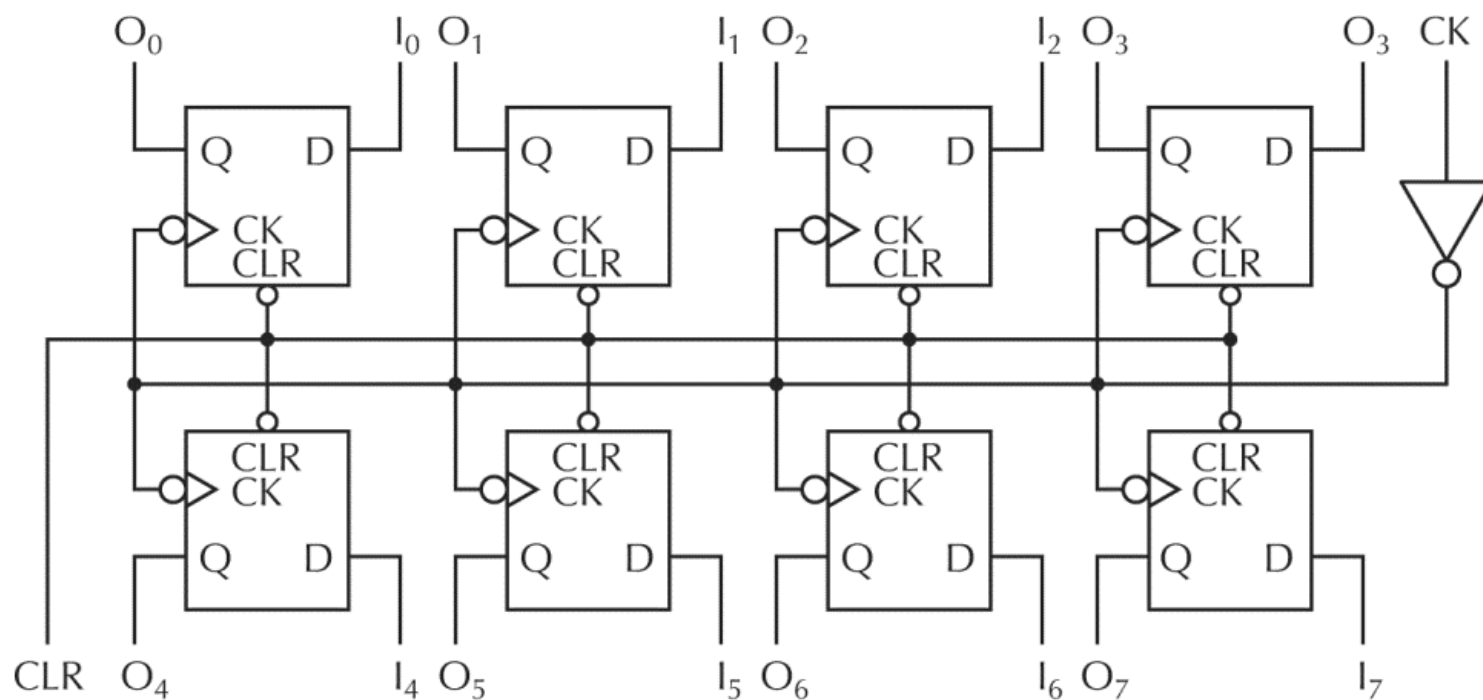 O₀ I₀ O₁ I₁ O₂ I₂ O₃ O₃ CK
Q D Q D Q D Q D
CK CK CK CK
CLR CLR CLR CLR
CLR CLR CLR CLR
CK CK CK CK
Q D Q D Q D Q D
CLR O₄ I₄ O₅ I₅ O₆ I₆ O₇ I₇